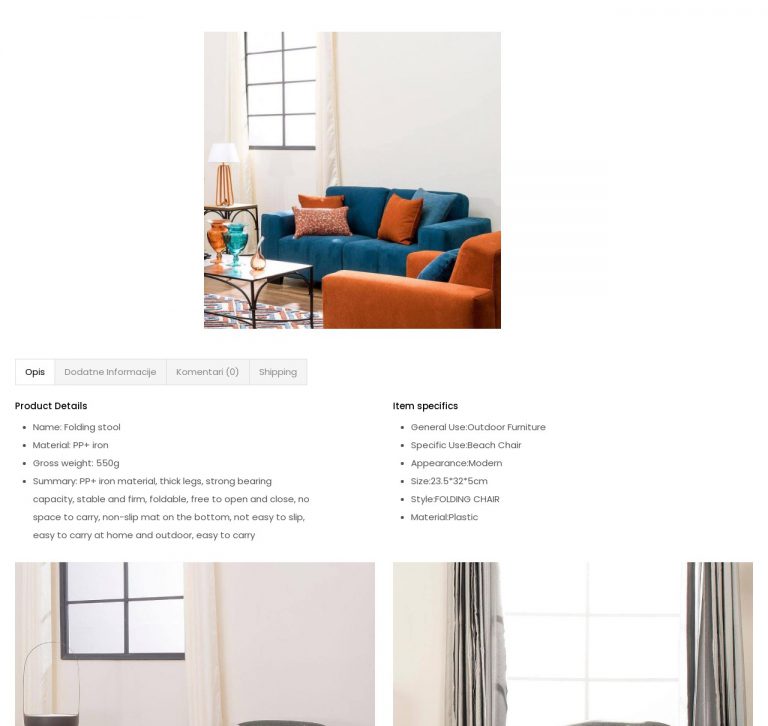 Opis
Dodatne Informacije
Komentari (0)
Shipping
Product Details
Name: Folding stool
Material: PP+ iron
Gross weight: 550g
Summary: PP+ iron material, thick legs, strong bearing
capacity, stable and firm, foldable, free to open and close, no
space to carry, non-slip mat on the bottom, not easy to slip,
easy to carry at home and outdoor, easy to carry
Item specifics
General Use:Outdoor Furniture
Specific Use:Beach Chair
Appearance:Modern
Size:23.5*32*5cm
Style:FOLDING CHAIR
Material:Plastic